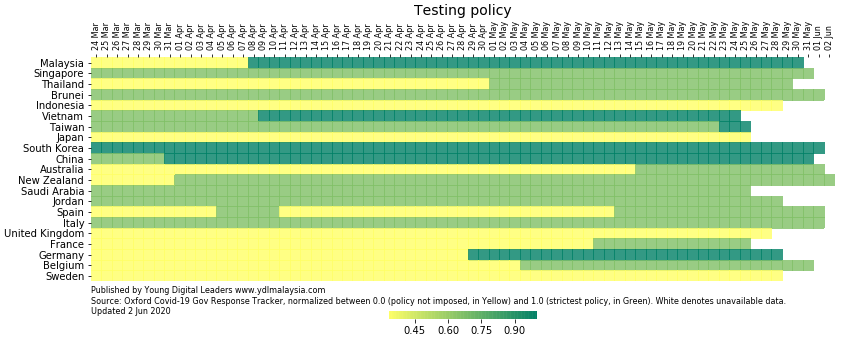 Testing policy
24 Mar
25 Mar
26 Mar
27 Mar
28 Mar
29 Mar
30 Mar
31 Mar
01 Apr
02 Apr
03 Apr
04 Apr
05 Apr
06 Apr
07 Apr
08 Apr
09 Apr
10 Apr
11 Apr
12 Apr
13 Apr
14 Apr
15 Apr
16 Apr
17 Apr
18 Apr
19 Apr
20 Apr
21 Apr
22 Apr
23 Apr
24 Apr
25 Apr
26 Apr
27 Apr
28 Apr
29 Apr
30 Apr
01 May
02 May
03 May
04 May
05 May
06 May
07 May
08 May
09 May
10 May
11 May
12 May
13 May
14 May
15 May
16 May
17 May
18 May
19 May
20 May
21 May
22 May
23 May
24 May
25 May
26 May
27 May
28 May
29 May
30 May
31 May
01 Jun
02 Jun
Malaysia
Singapore
Thailand
Brunei
Indonesia
Vietnam
Taiwan
Japan
South Korea
China
Australia
New Zealand
Saudi Arabia
Jordan
Spain
Italy
United Kingdom
France
Germany
Belgium
Sweden
Published by Young Digital Leaders www.ydlmalaysia.com
Source: Oxford Covid-19 Gov Response Tracker, normalized between 0.0 (policy not imposed, in Yellow) and 1.0 (strictest policy, in Green). White denotes unavailable data.
Updated 2 Jun 2020
0.45 0.60 0.75 0.90